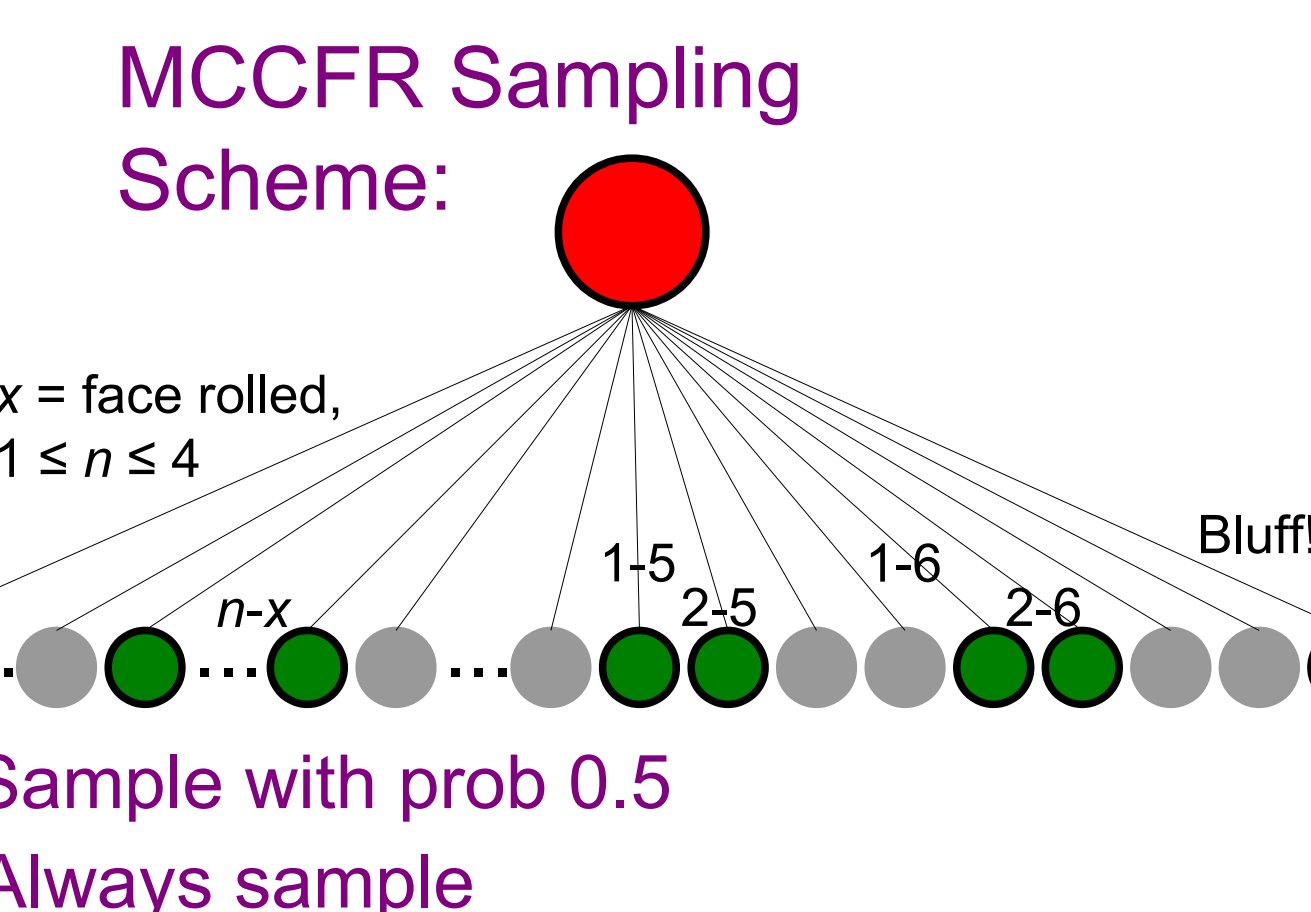 MCCFR Sampling
Scheme:
x = face rolled,
1 ≤ n ≤ 4
Bluff!
1-5
1-6
n-x
2-5
2-6
...
...
Sample with prob 0.5
Always sample